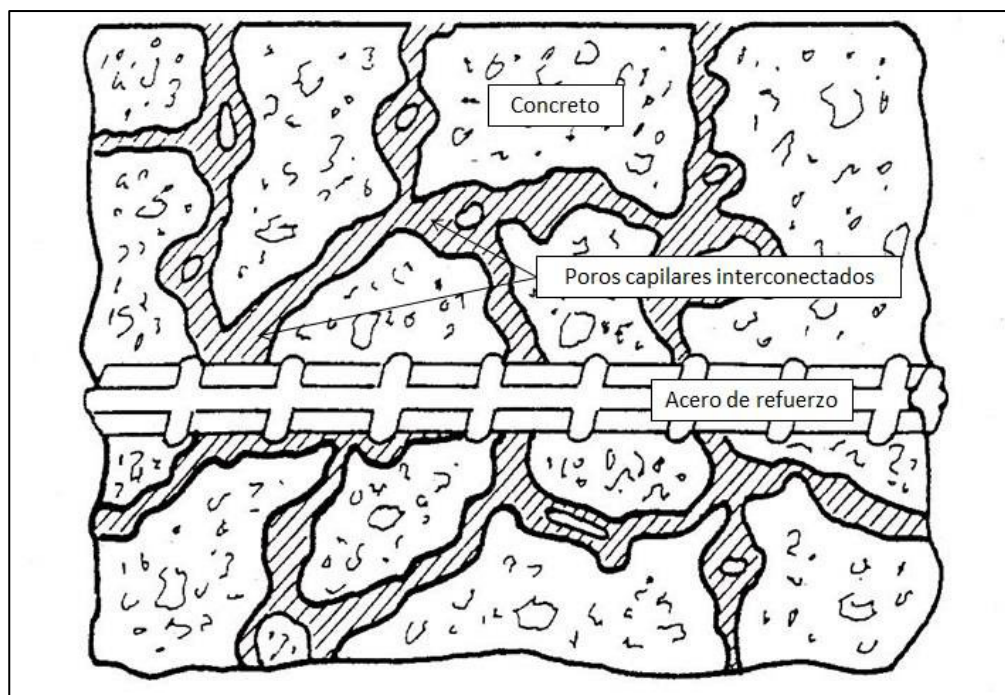 Concreto
Poros capilares interconectados
Acero de refuerzo